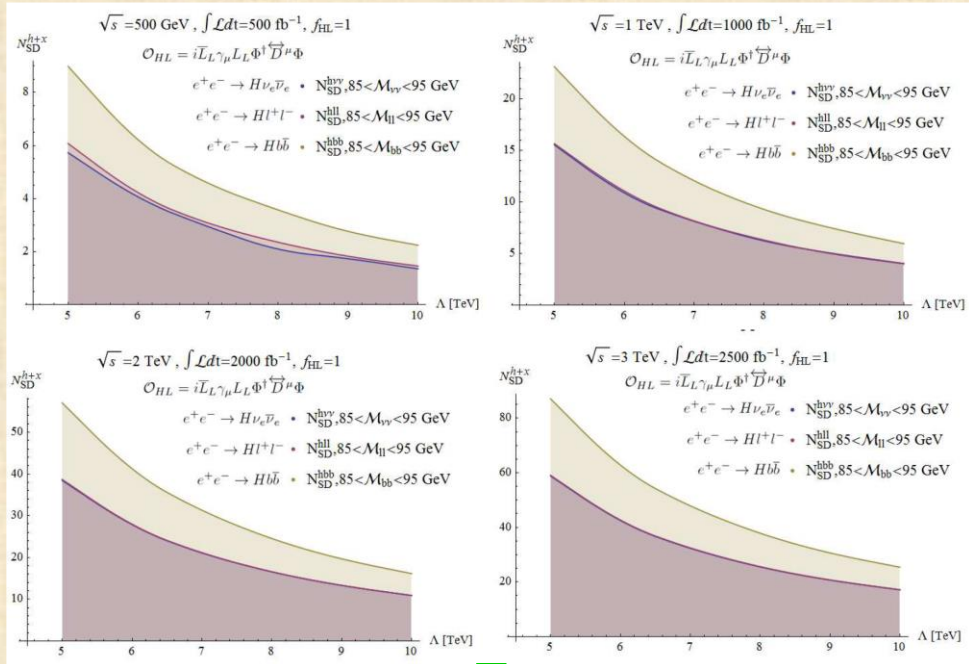 √s =500 GeV , ∫ℒdt=500 fb⁻¹, f_HL=1
N_SD^{h+x}
𝒪_HL = iL̅_Lγ_μL_LΦ†D⃡^μΦ
8
e⁺e⁻ → Hν_eν̅_e • N_SD^{hνν},85<ℳ_νν<95 GeV
e⁺e⁻ → Hl⁺l⁻ • N_SD^{hll},85<ℳ_ll<95 GeV
6
e⁺e⁻ → Hbb̅ • N_SD^{hbb},85<ℳ_bb<95 GeV
4
2
Λ [TeV]
5 6 7 8 9 10
√s =1 TeV , ∫ℒdt=1000 fb⁻¹, f_HL=1
N_SD^{h+x}
𝒪_HL = iL̅_Lγ_μL_LΦ†D⃡^μΦ
20
e⁺e⁻ → Hν_eν̅_e • N_SD^{hνν},85<ℳ_νν<95 GeV
e⁺e⁻ → Hl⁺l⁻ • N_SD^{hll},85<ℳ_ll<95 GeV
15
e⁺e⁻ → Hbb̅ • N_SD^{hbb},85<ℳ_bb<95 GeV
10
5
Λ [TeV]
5 6 7 8 9 10
√s =2 TeV , ∫ℒdt=2000 fb⁻¹, f_HL=1
N_SD^{h+x}
𝒪_HL = iL̅_Lγ_μL_LΦ†D⃡^μΦ
50
e⁺e⁻ → Hν_eν̅_e • N_SD^{hνν},85<ℳ_νν<95 GeV
e⁺e⁻ → Hl⁺l⁻ • N_SD^{hll},85<ℳ_ll<95 GeV
40
e⁺e⁻ → Hbb̅ • N_SD^{hbb},85<ℳ_bb<95 GeV
30
20
10
Λ [TeV]
5 6 7 8 9 10
√s =3 TeV , ∫ℒdt=2500 fb⁻¹, f_HL=1
N_SD^{h+x}
𝒪_HL = iL̅_Lγ_μL_LΦ†D⃡^μΦ
80
e⁺e⁻ → Hν_eν̅_e • N_SD^{hνν},85<ℳ_νν<95 GeV
e⁺e⁻ → Hl⁺l⁻ • N_SD^{hll},85<ℳ_ll<95 GeV
60
e⁺e⁻ → Hbb̅ • N_SD^{hbb},85<ℳ_bb<95 GeV
40
20
Λ [TeV]
5 6 7 8 9 10